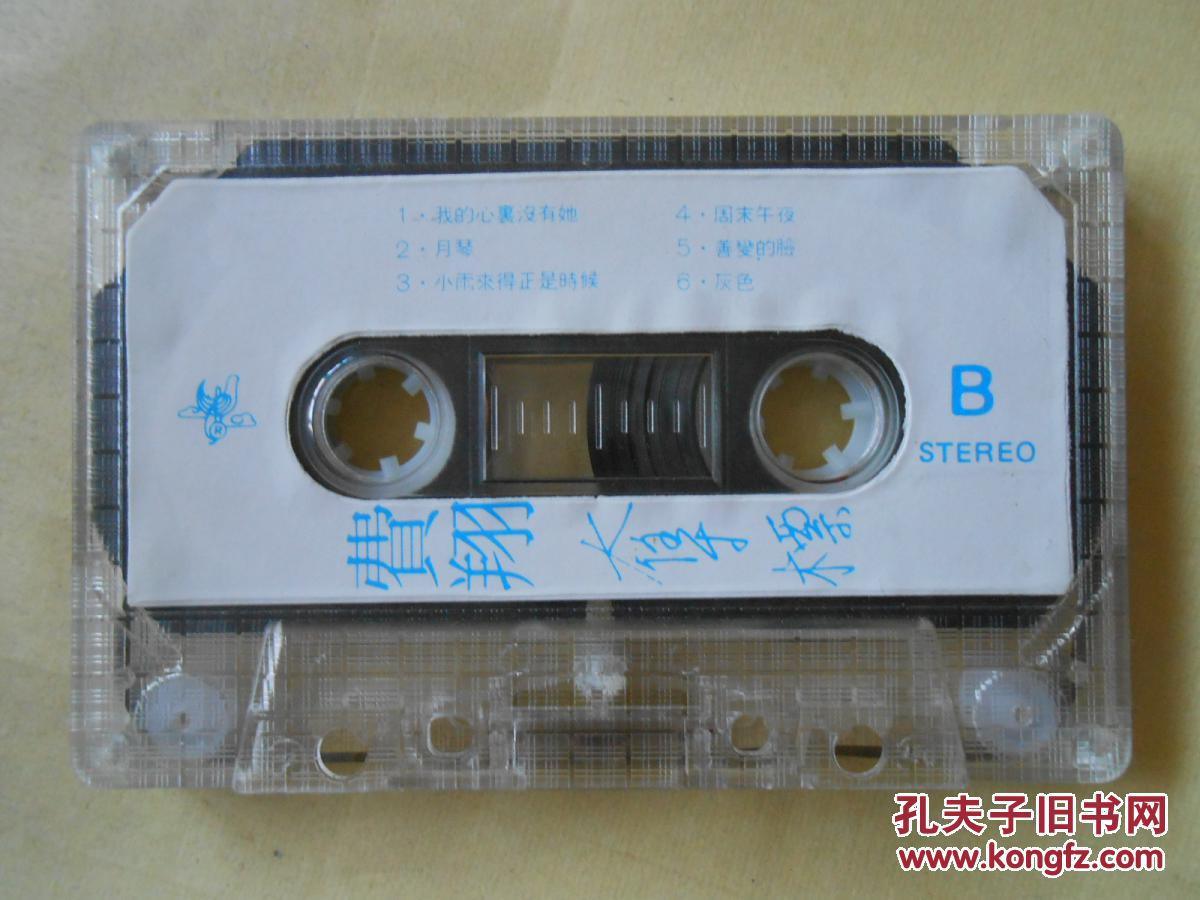 1·我的心裏沒有她
2·月琴
3·小雨來得正是時候
4·周末午夜
5·善變的臉
6·灰色
B
STEREO
費翔
孔夫子旧书网
www.kongfz.com